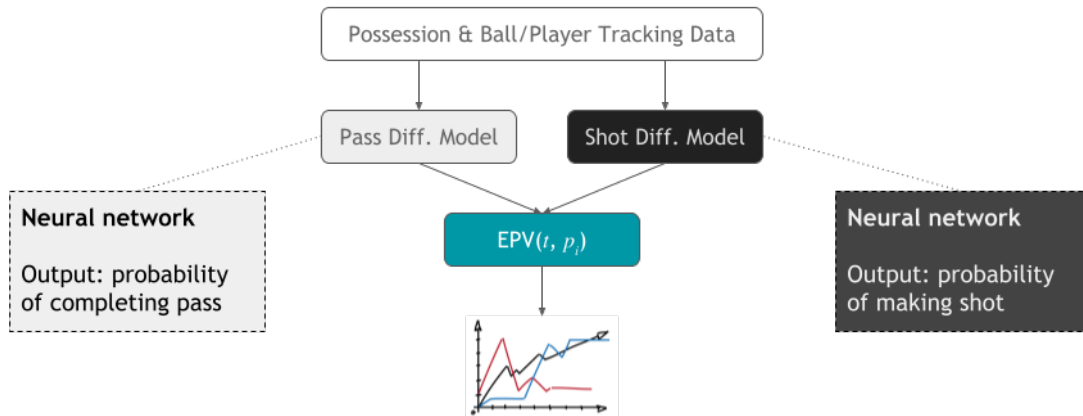 Possession & Ball/Player Tracking Data
Pass Diff. Model
Shot Diff. Model
Neural network
Output: probability
of completing pass
EPV(t, pᵢ)
Neural network
Output: probability
of making shot